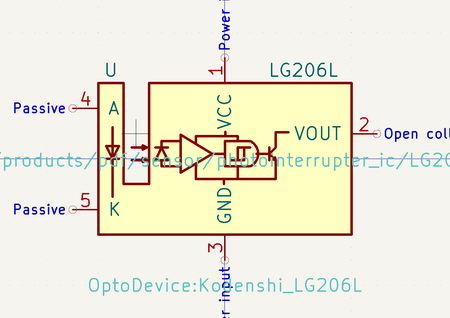 Power i
U
LG206L
1
Passive
4
A
VCC
VOUT
2
Open coll
/products/pdf/sensor/photointerrupter_ic/LG20
Passive
5
K
GND
3
er input
OptoDevice:Kodenshi_LG206L